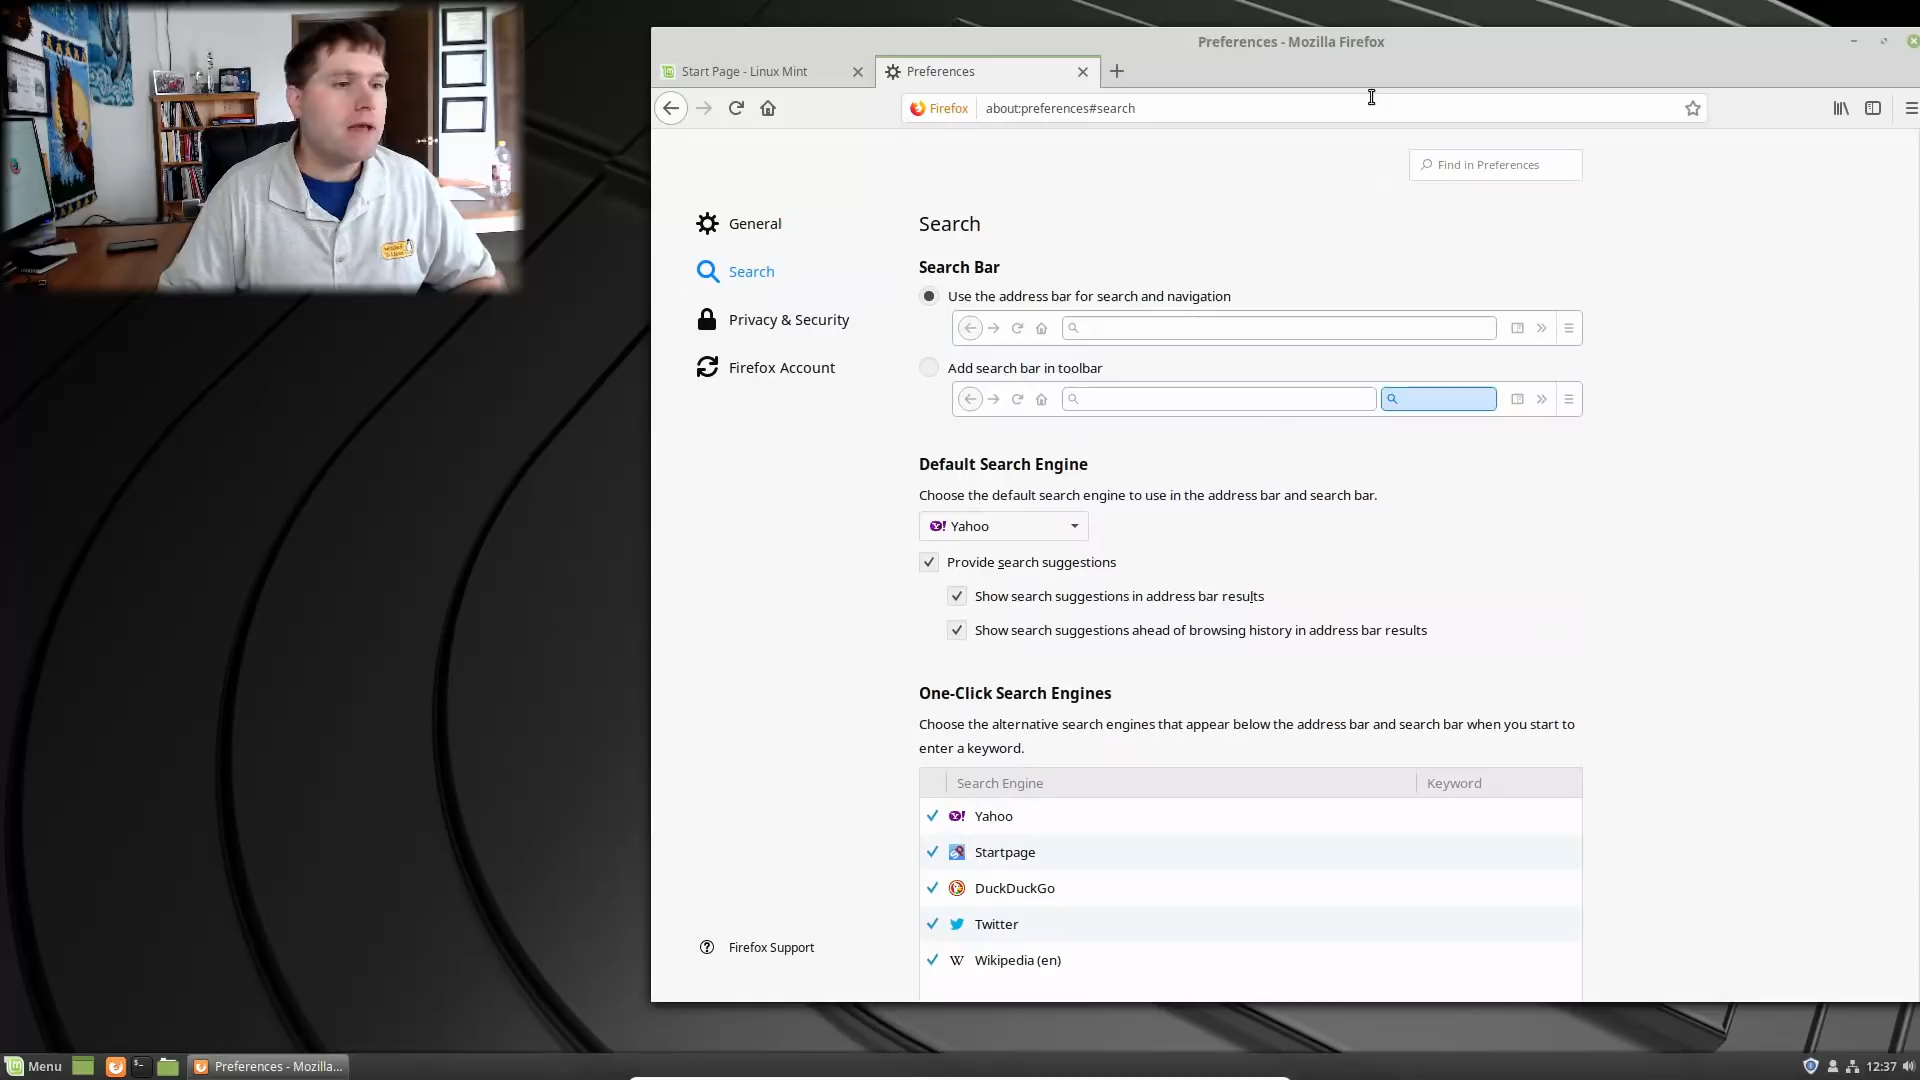 Preferences - Mozilla Firefox
Start Page - Linux Mint
Preferences
Firefox
about:preferences#search
Find in Preferences
General
Search
Privacy & Security
Firefox Account
Firefox Support
Search
Search Bar
Use the address bar for search and navigation
Add search bar in toolbar
Default Search Engine
Choose the default search engine to use in the address bar and search bar.
Yahoo
Provide search suggestions
Show search suggestions in address bar results
Show search suggestions ahead of browsing history in address bar results
One-Click Search Engines
Choose the alternative search engines that appear below the address bar and search bar when you start to
enter a keyword.
Search Engine Keyword
Yahoo
Startpage
DuckDuckGo
Twitter
Wikipedia (en)
Menu
Preferences - Mozilla...
12:37